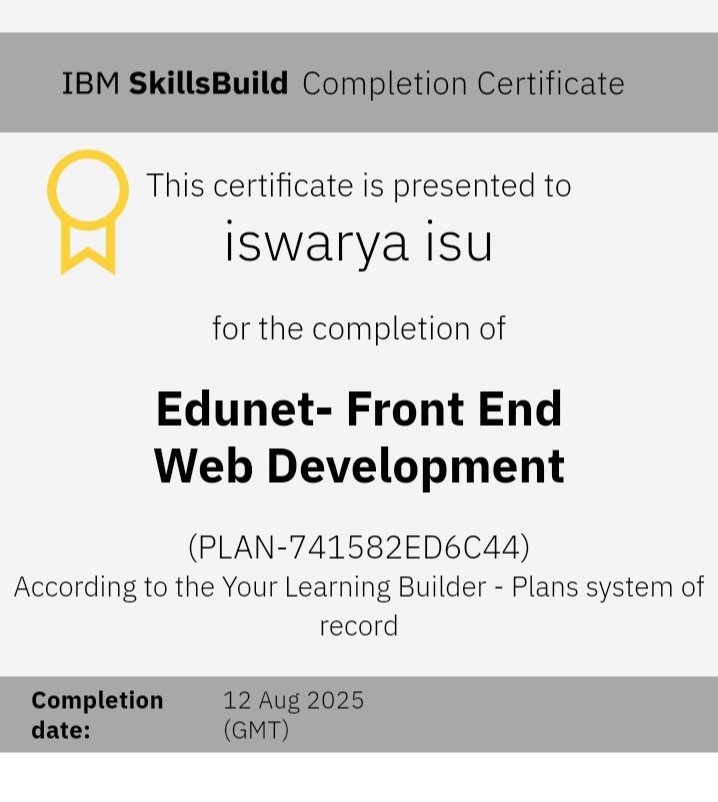 IBM SkillsBuild Completion Certificate
This certificate is presented to
iswarya isu
for the completion of
Edunet- Front End
Web Development
(PLAN-741582ED6C44)
According to the Your Learning Builder - Plans system of
record
Completion 12 Aug 2025
date: (GMT)